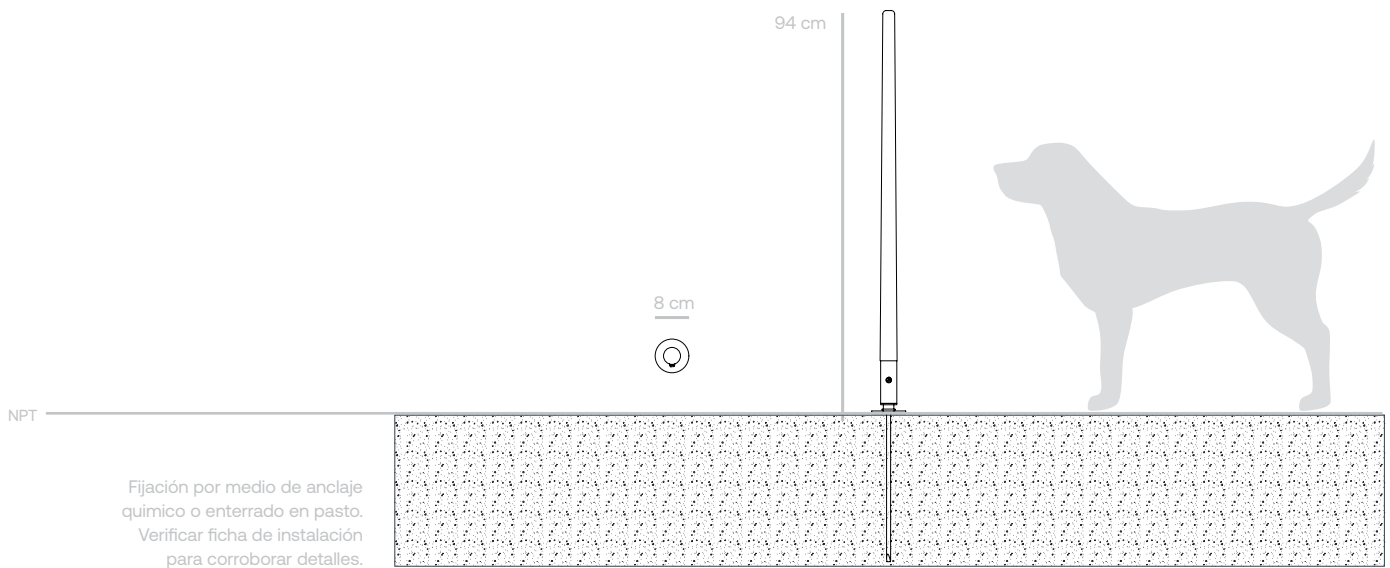 94 cm
8 cm
NPT
Fijación por medio de anclaje
quimico o enterrado en pasto.
Verificar ficha de instalación
para corroborar detalles.